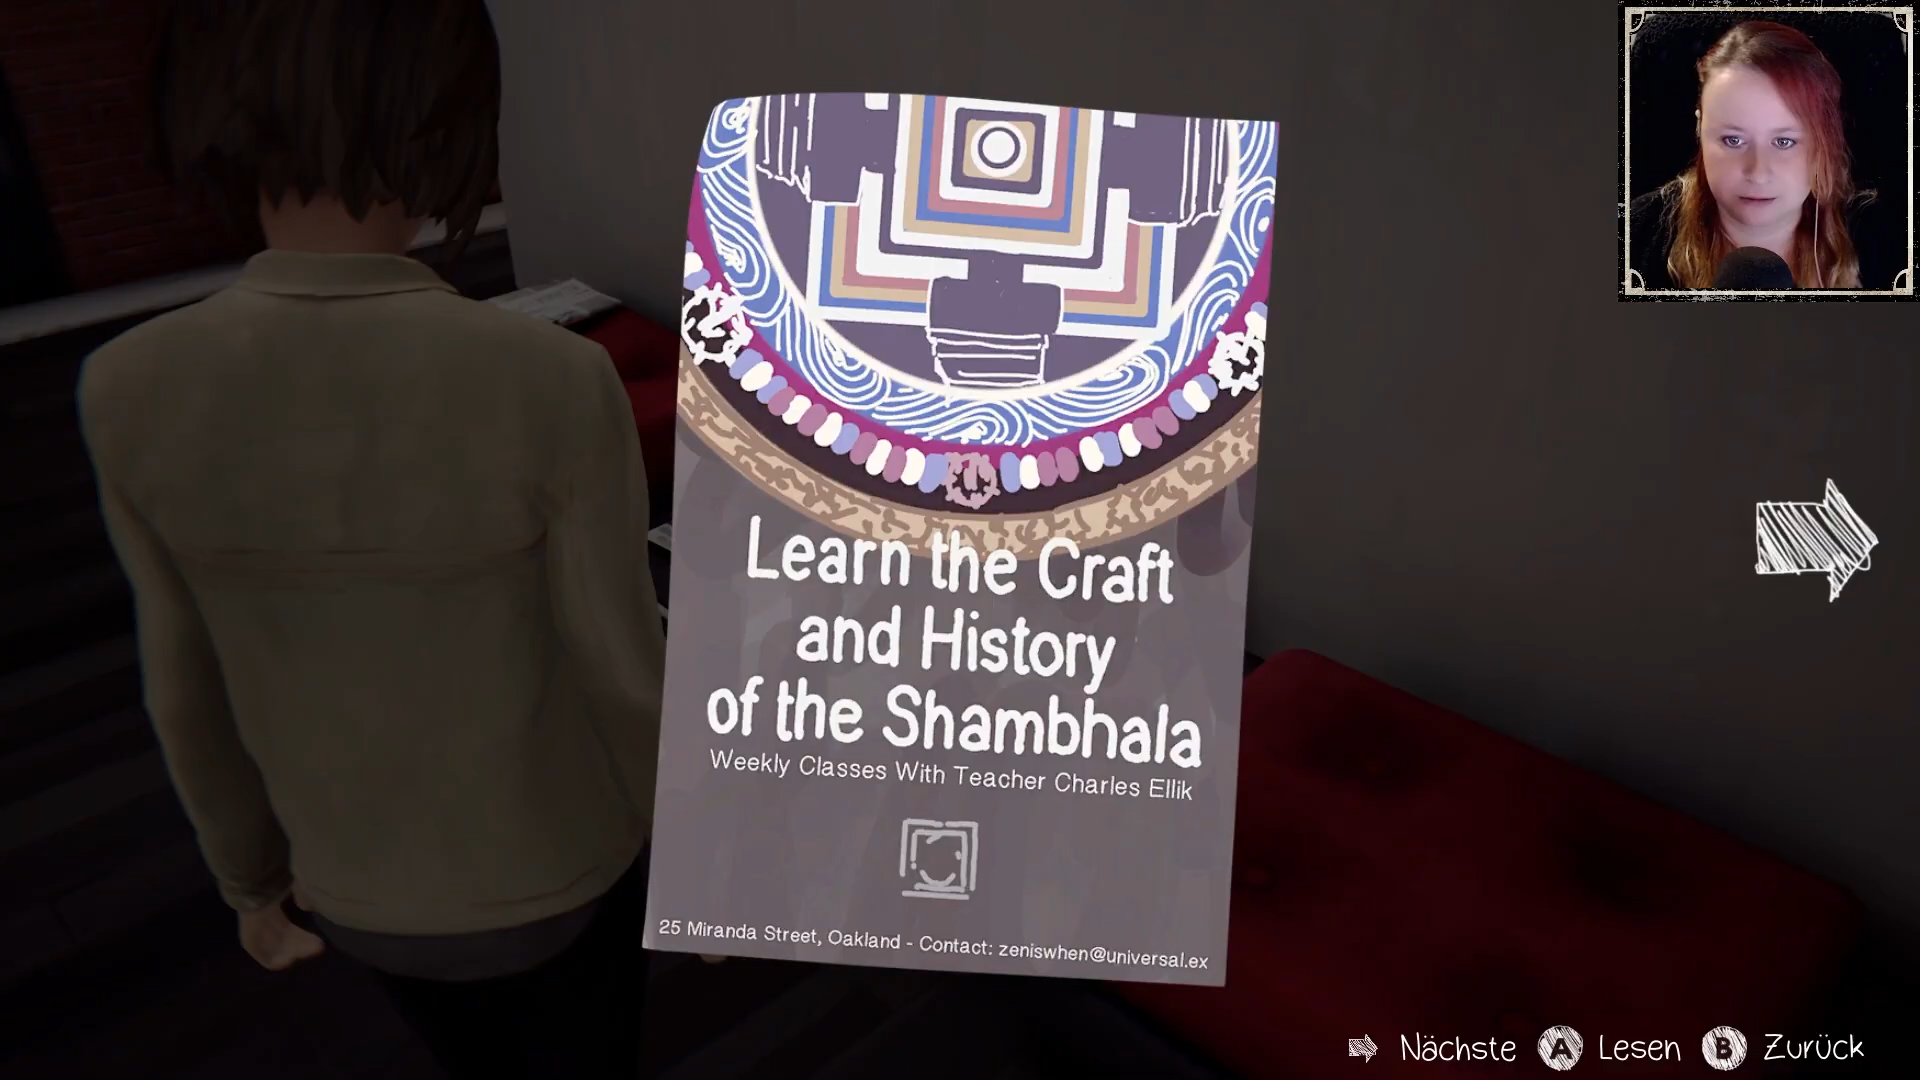 Learn the Craft
and History
of the Shambhala
Weekly Classes With Teacher Charles Ellik
25 Miranda Street, Oakland - Contact: zeniswhen@universal.ex
Nächste A Lesen B Zurück